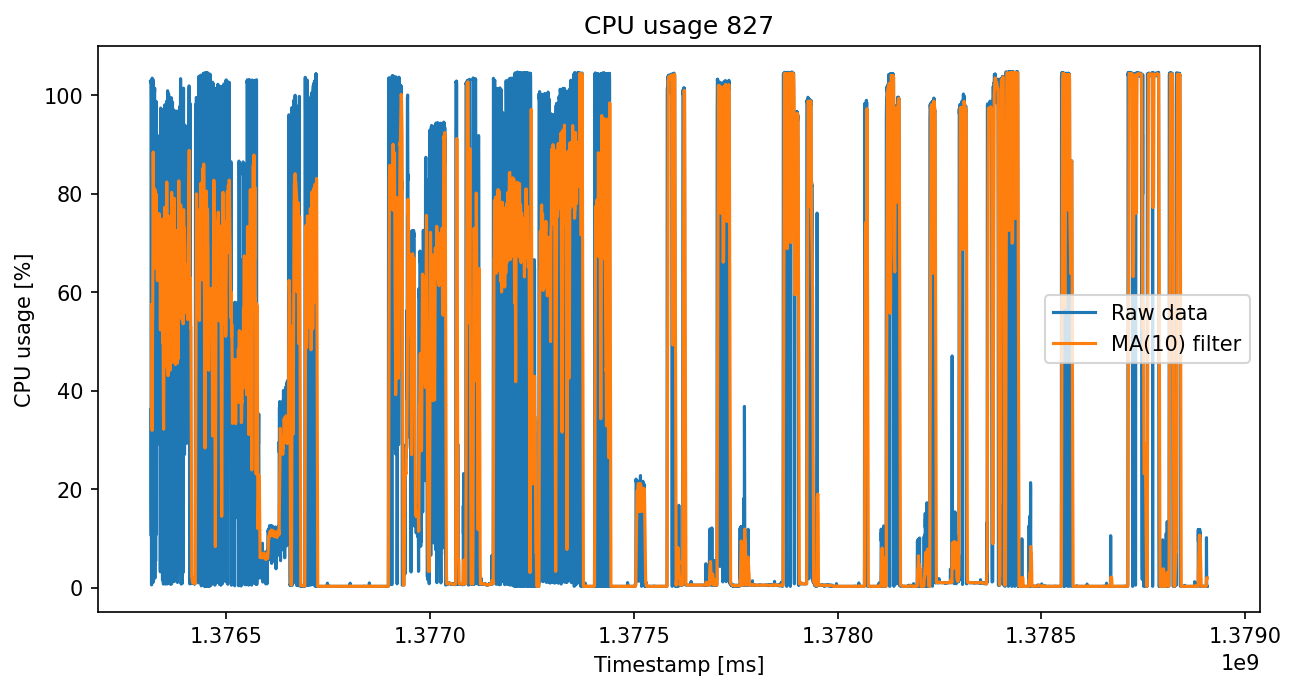 CPU usage 827
CPU usage [%]
100
80
60
40
20
0
Raw data
MA(10) filter
1.3765
1.3770
1.3775
1.3780
1.3785
1.3790
1e9
Timestamp [ms]